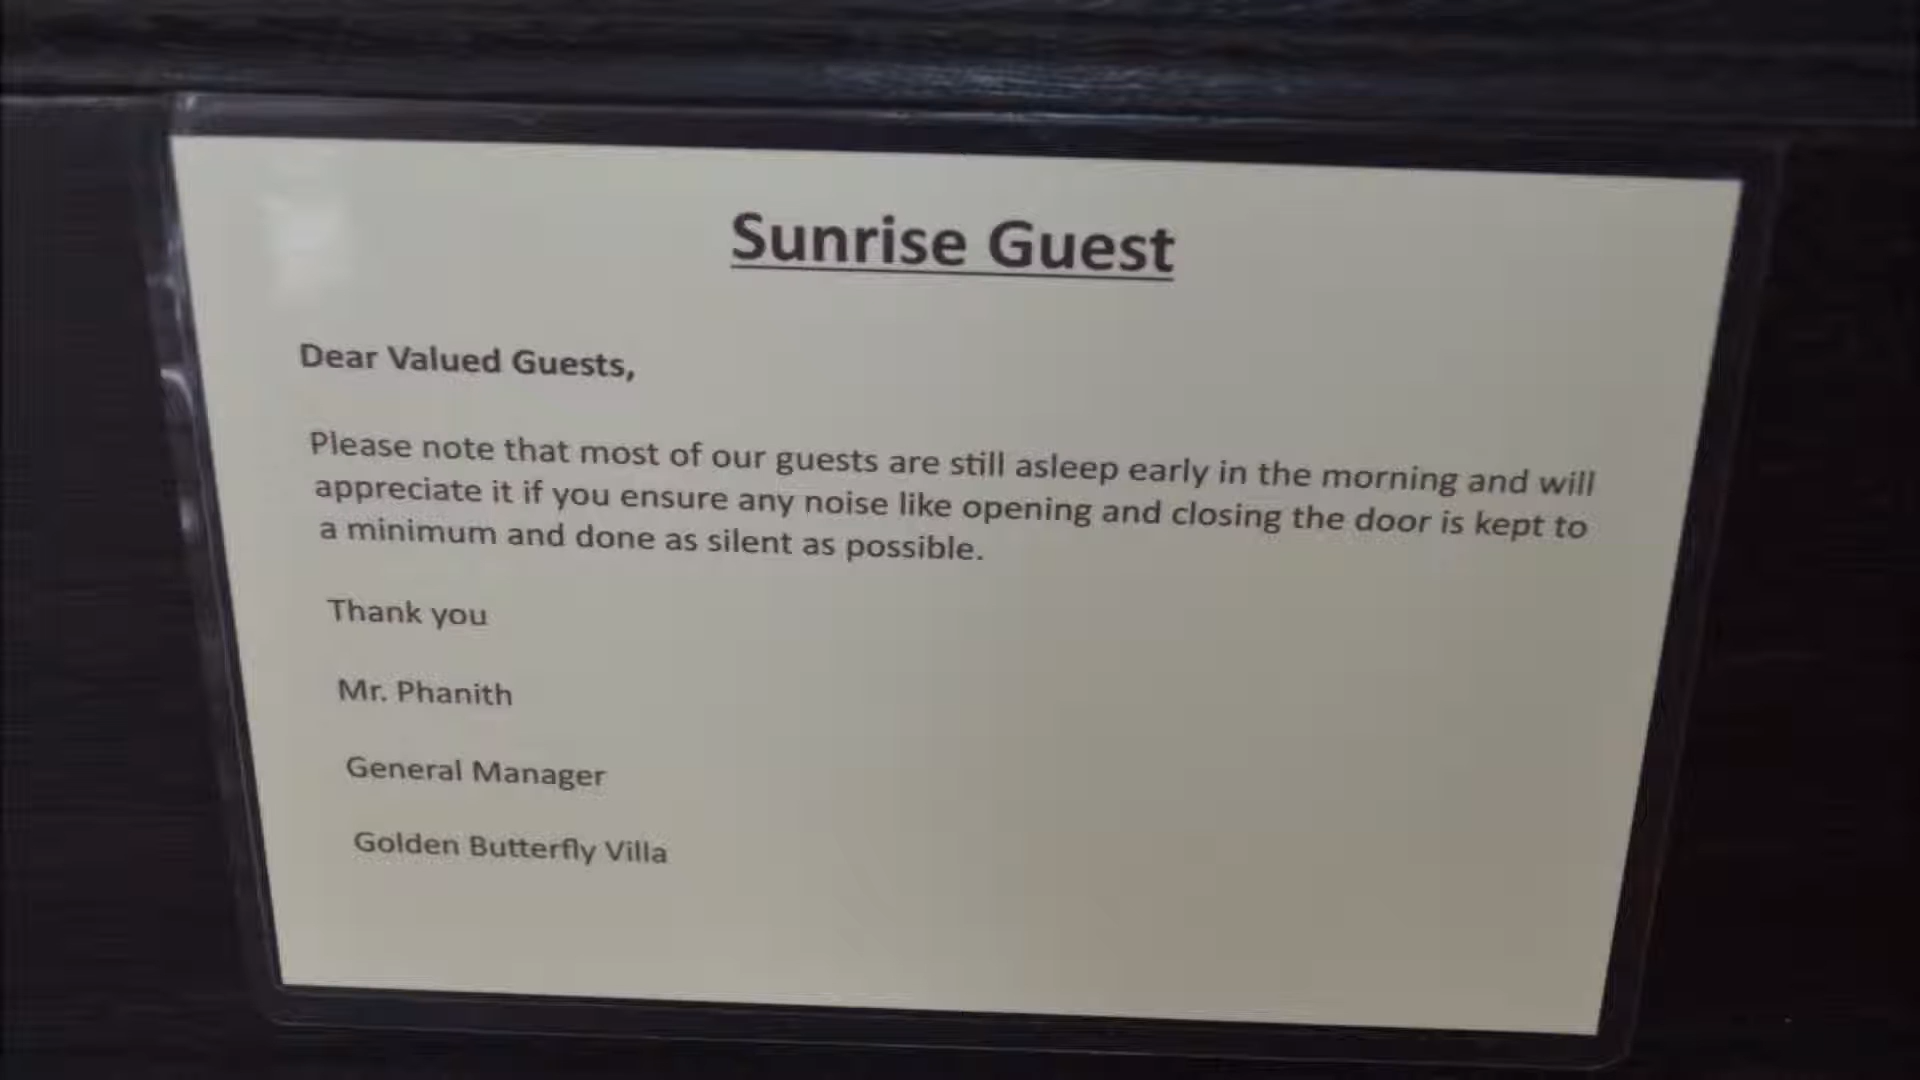 Sunrise Guest
Dear Valued Guests,
Please note that most of our guests are still asleep early in the morning and will
appreciate it if you ensure any noise like opening and closing the door is kept to
a minimum and done as silent as possible.
Thank you
Mr. Phanith
General Manager
Golden Butterfly Villa